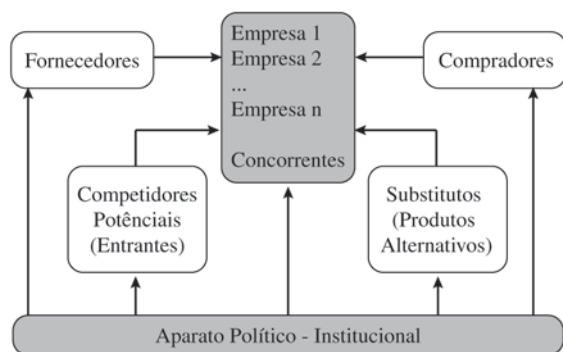 Fornecedores
Empresa 1
Empresa 2
...
Empresa n
Concorrentes
Compradores
Competidores
Potênciais
(Entrantes)
Substitutos
(Produtos
Alternativos)
Aparato Político - Institucional